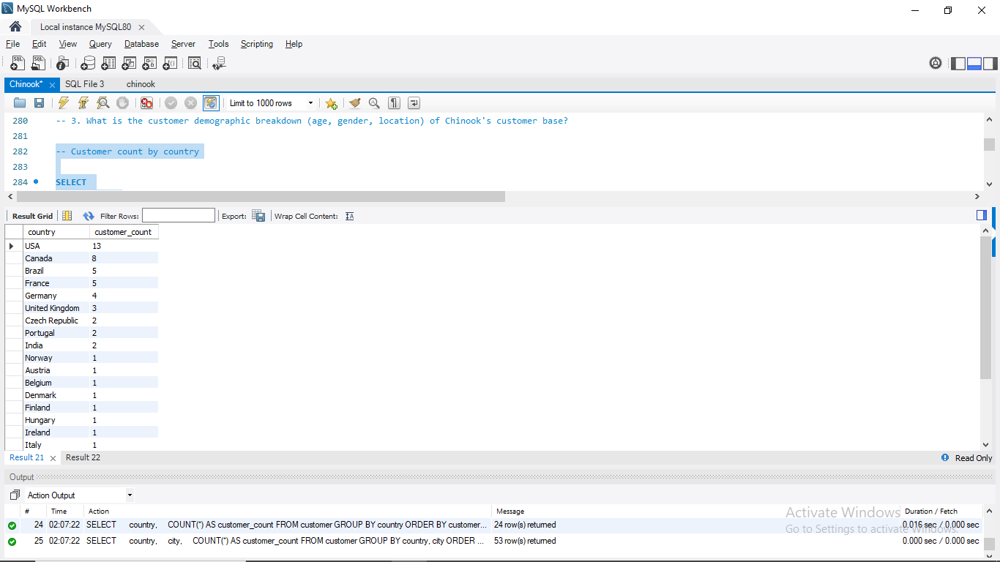 MySQL Workbench
Local instance MySQL80
File Edit View Query Database Server Tools Scripting Help
Chinook* SQL File 3 chinook
Limit to 1000 rows
280 -- 3. What is the customer demographic breakdown (age, gender, location) of Chinook's customer base?
281
282 -- Customer count by country
283
284 SELECT
Result Grid Filter Rows: Export: Wrap Cell Content:
country customer_count
USA 13
Canada 8
Brazil 5
France 5
Germany 4
United Kingdom 3
Czech Republic 2
Portugal 2
India 2
Norway 1
Austria 1
Belgium 1
Denmark 1
Finland 1
Hungary 1
Ireland 1
Italy 1
Result 21 Result 22 Read Only
Output
Action Output
# Time Action Message Duration / Fetch
Activate Windows
24 02:07:22 SELECT country, COUNT(*) AS customer_count FROM customer GROUP BY country ORDER BY customer... 24 row(s) returned 0.016 sec / 0.000 sec
Go to Settings to activate Windows.
25 02:07:22 SELECT country, city, COUNT(*) AS customer_count FROM customer GROUP BY country, city ORDER ... 53 row(s) returned 0.000 sec / 0.000 sec